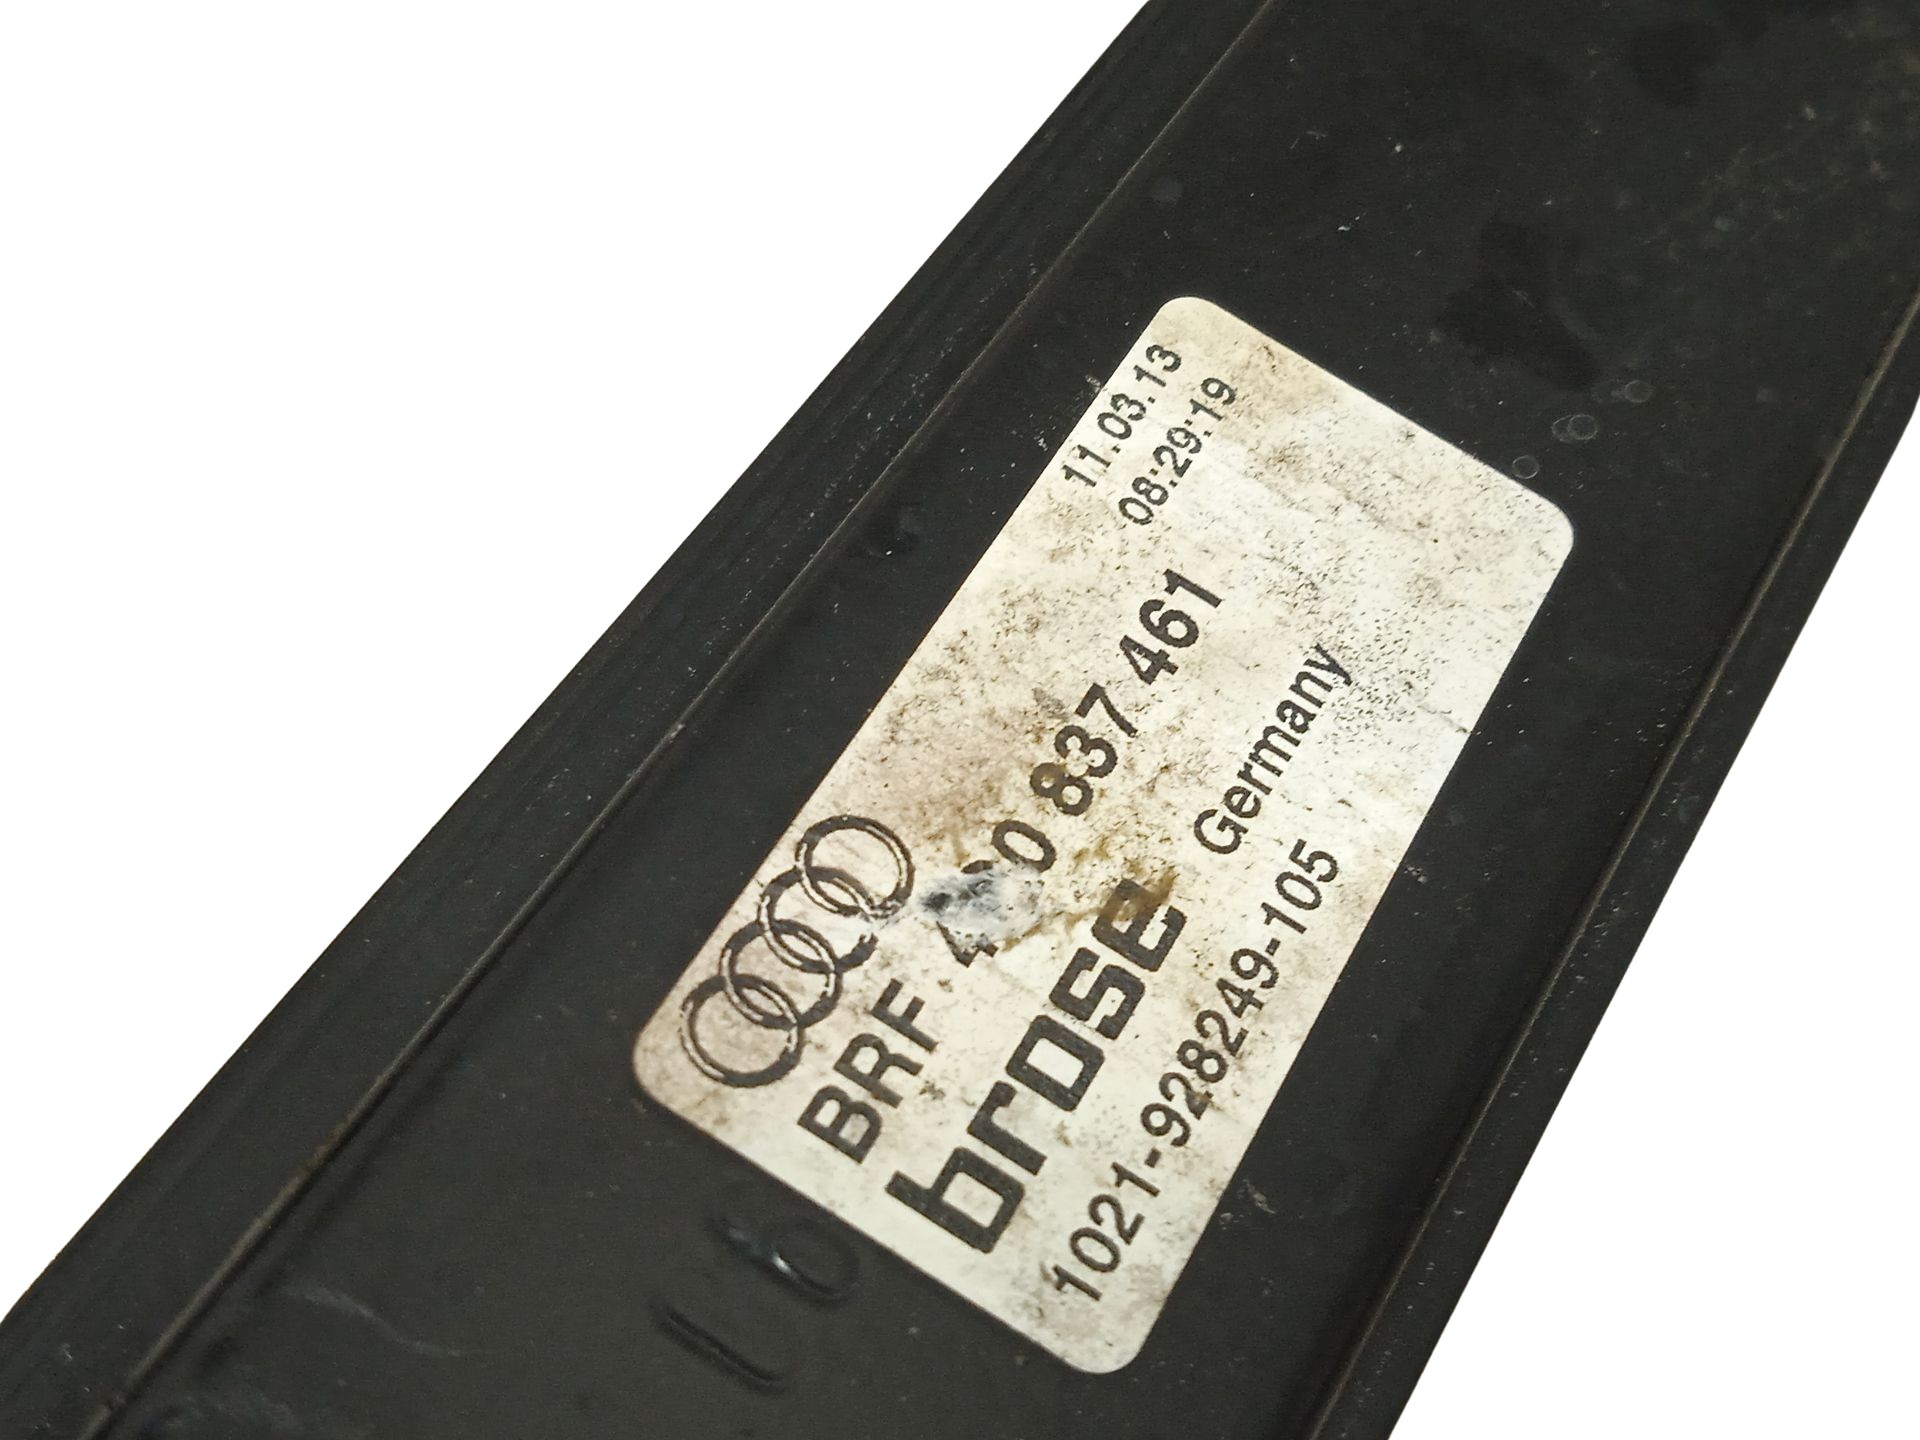 11.03.13
08:29:19
BRF 837 461
brose Germany
1021-928249-105